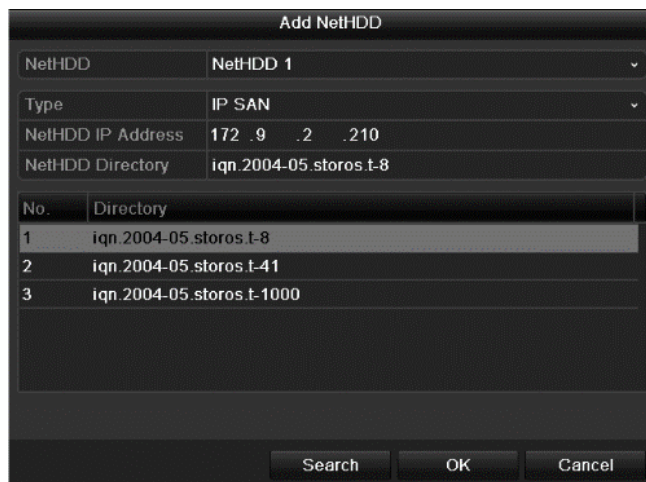 Add NetHDD
NetHDD NetHDD 1
Type IP SAN
NetHDD IP Address 172 .9 .2 .210
NetHDD Directory iqn.2004-05.storos.t-8
No. Directory
1 iqn.2004-05.storos.t-8
2 iqn.2004-05.storos.t-41
3 iqn.2004-05.storos.t-1000
Search OK Cancel